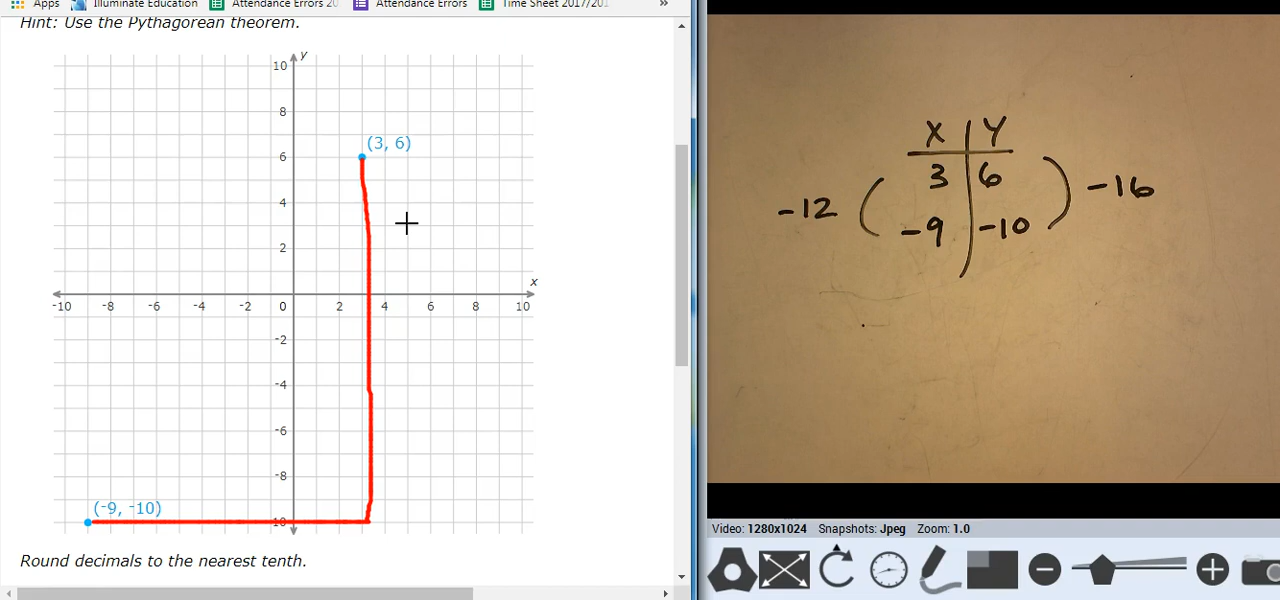 Apps Illuminate Education Attendance Errors 20 Attendance Errors Time Sheet 2017/201 »
Hint: Use the Pythagorean theorem.
y
10
8
6
4
2
(3, 6)
x
-10 -8 -6 -4 -2 0 2 4 6 8 10
-2
-4
-6
-8
(-9, -10)
-10
Round decimals to the nearest tenth.
X Y
3 6
-12 ( ) -16
-9 -10
Video: 1280x1024 Snapshots: Jpeg Zoom: 1.0